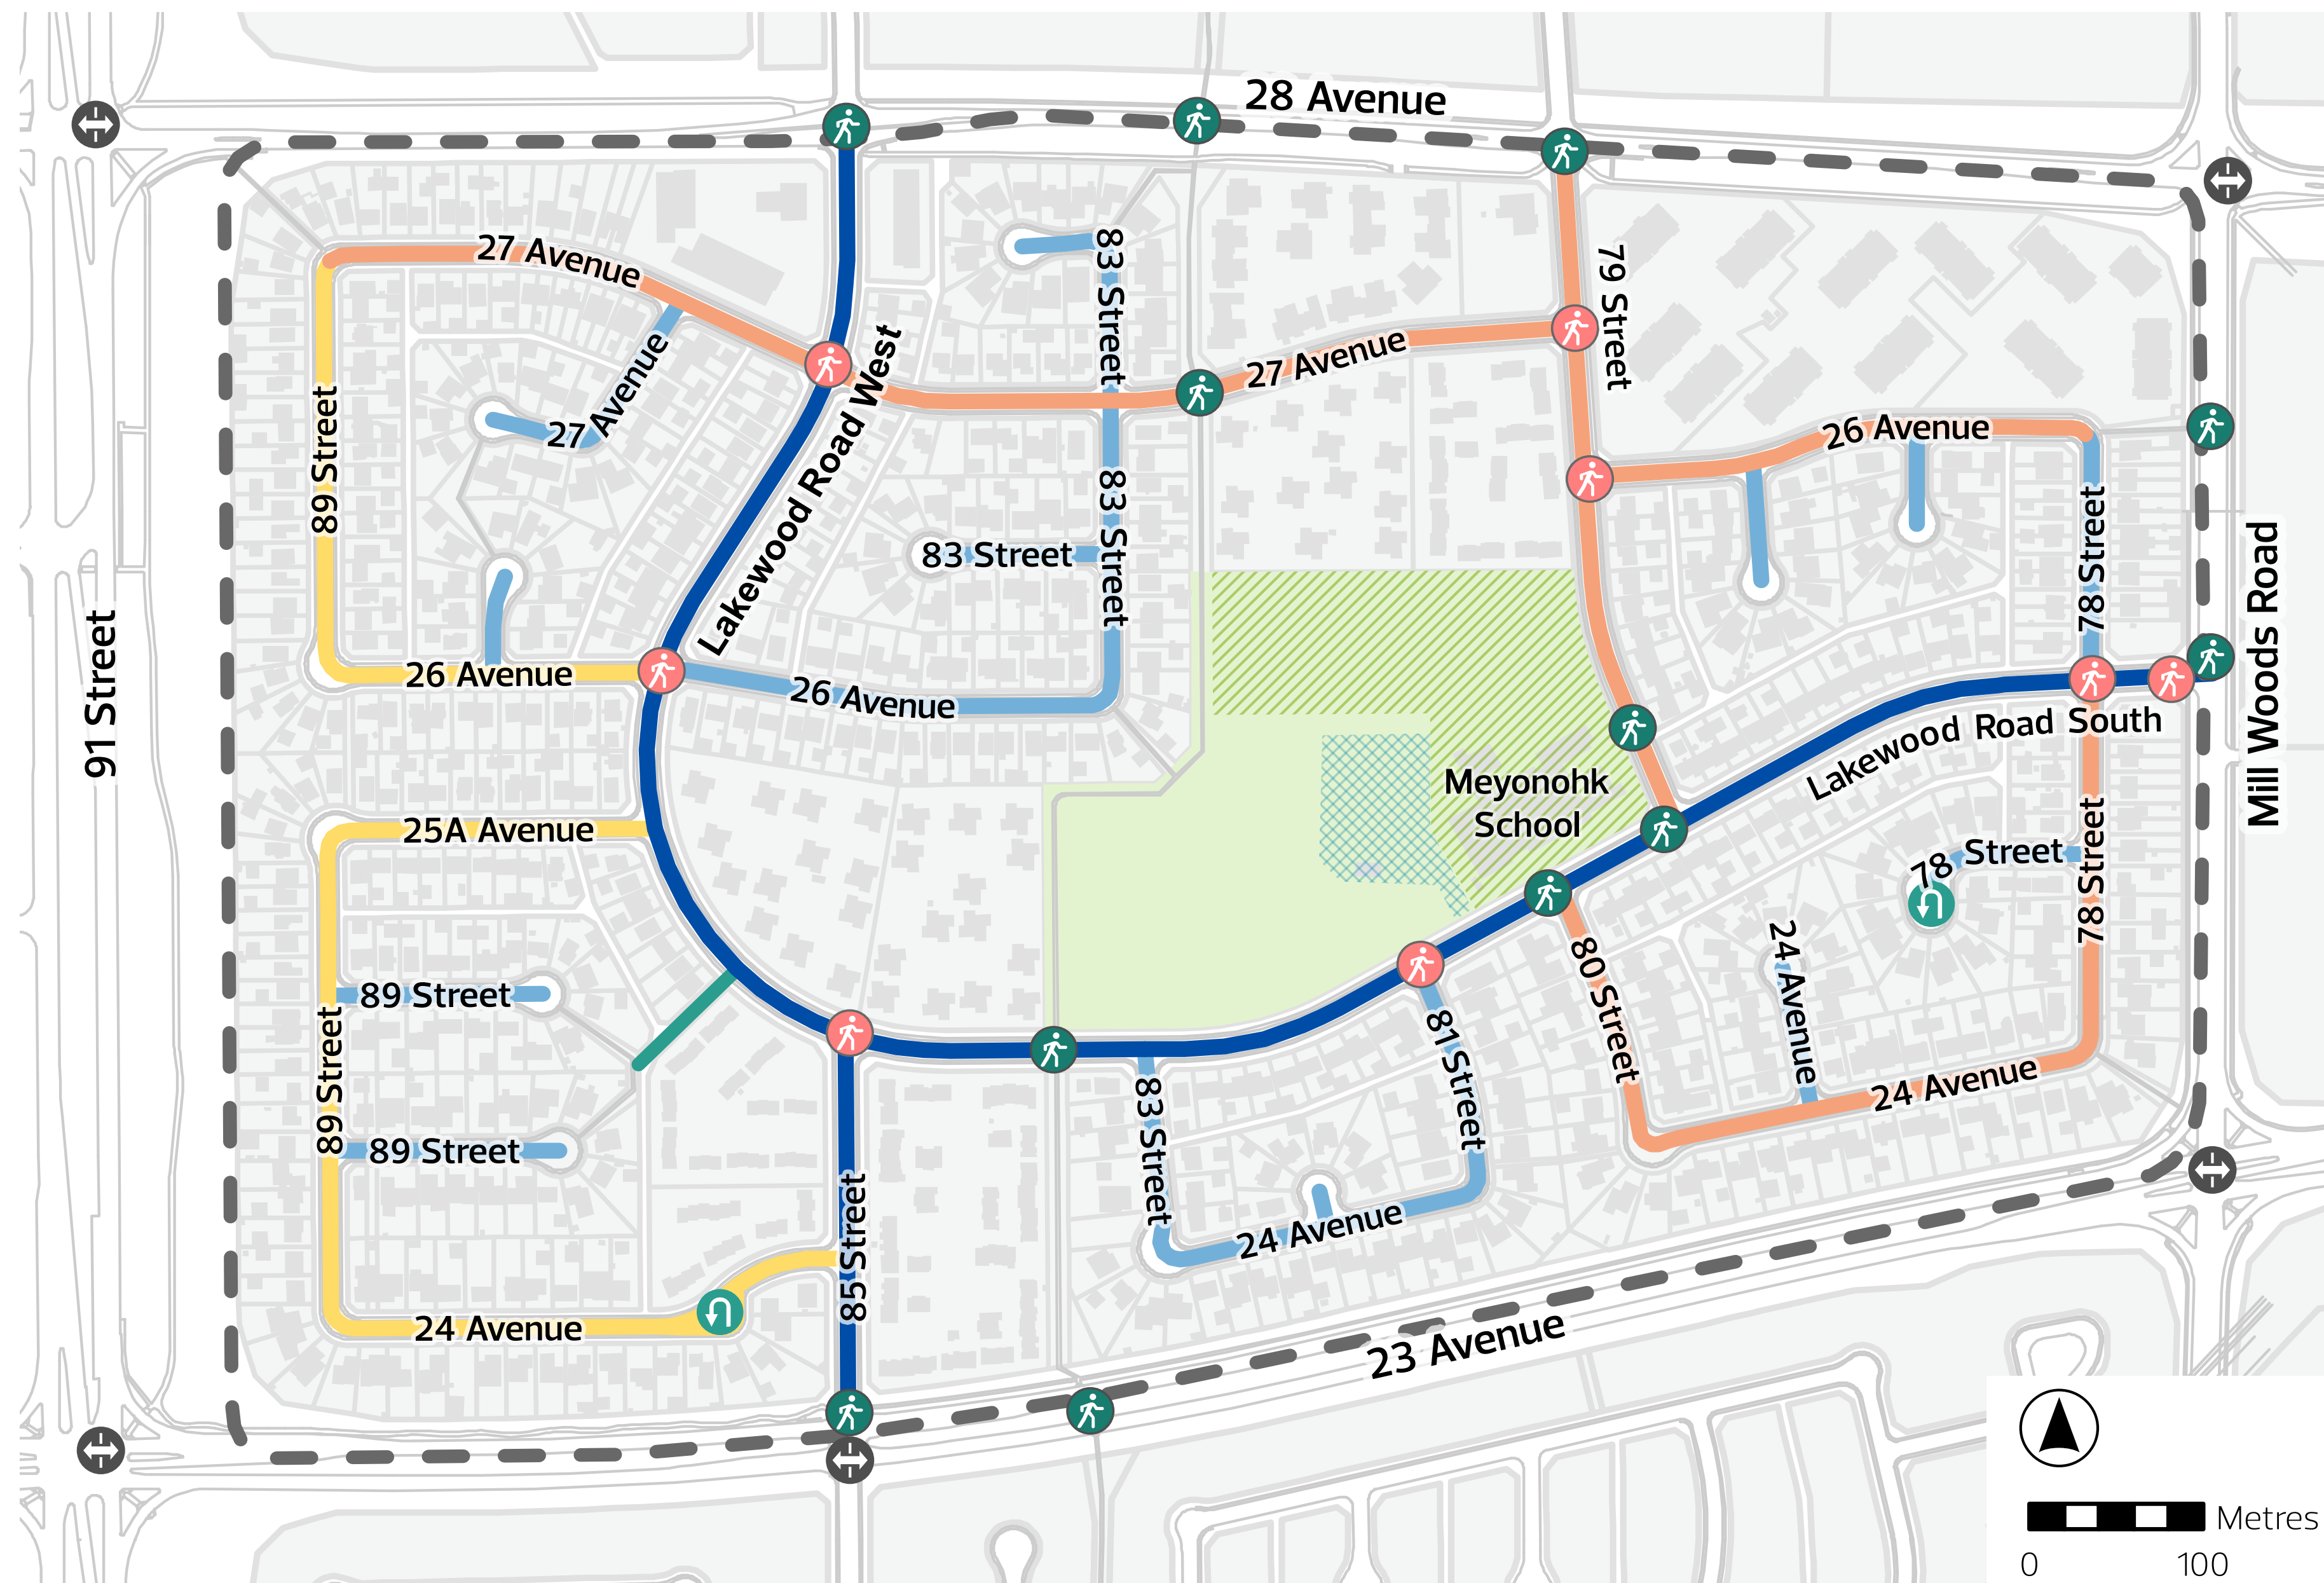 28 Avenue
27 Avenue
83 Street
79 Street
27 Avenue
Lakewood Road West
27 Avenue
89 Street
26 Avenue
83 Street
83 Street
78 Street
Mill Woods Road
91 Street
26 Avenue
26 Avenue
Lakewood Road South
Meyonohk
School
25A Avenue
78 Street
78 Street
80 Street
24 Avenue
89 Street
89 Street
81 Street
83 Street
24 Avenue
89 Street
85 Street
24 Avenue
24 Avenue
23 Avenue
Metres
0 100